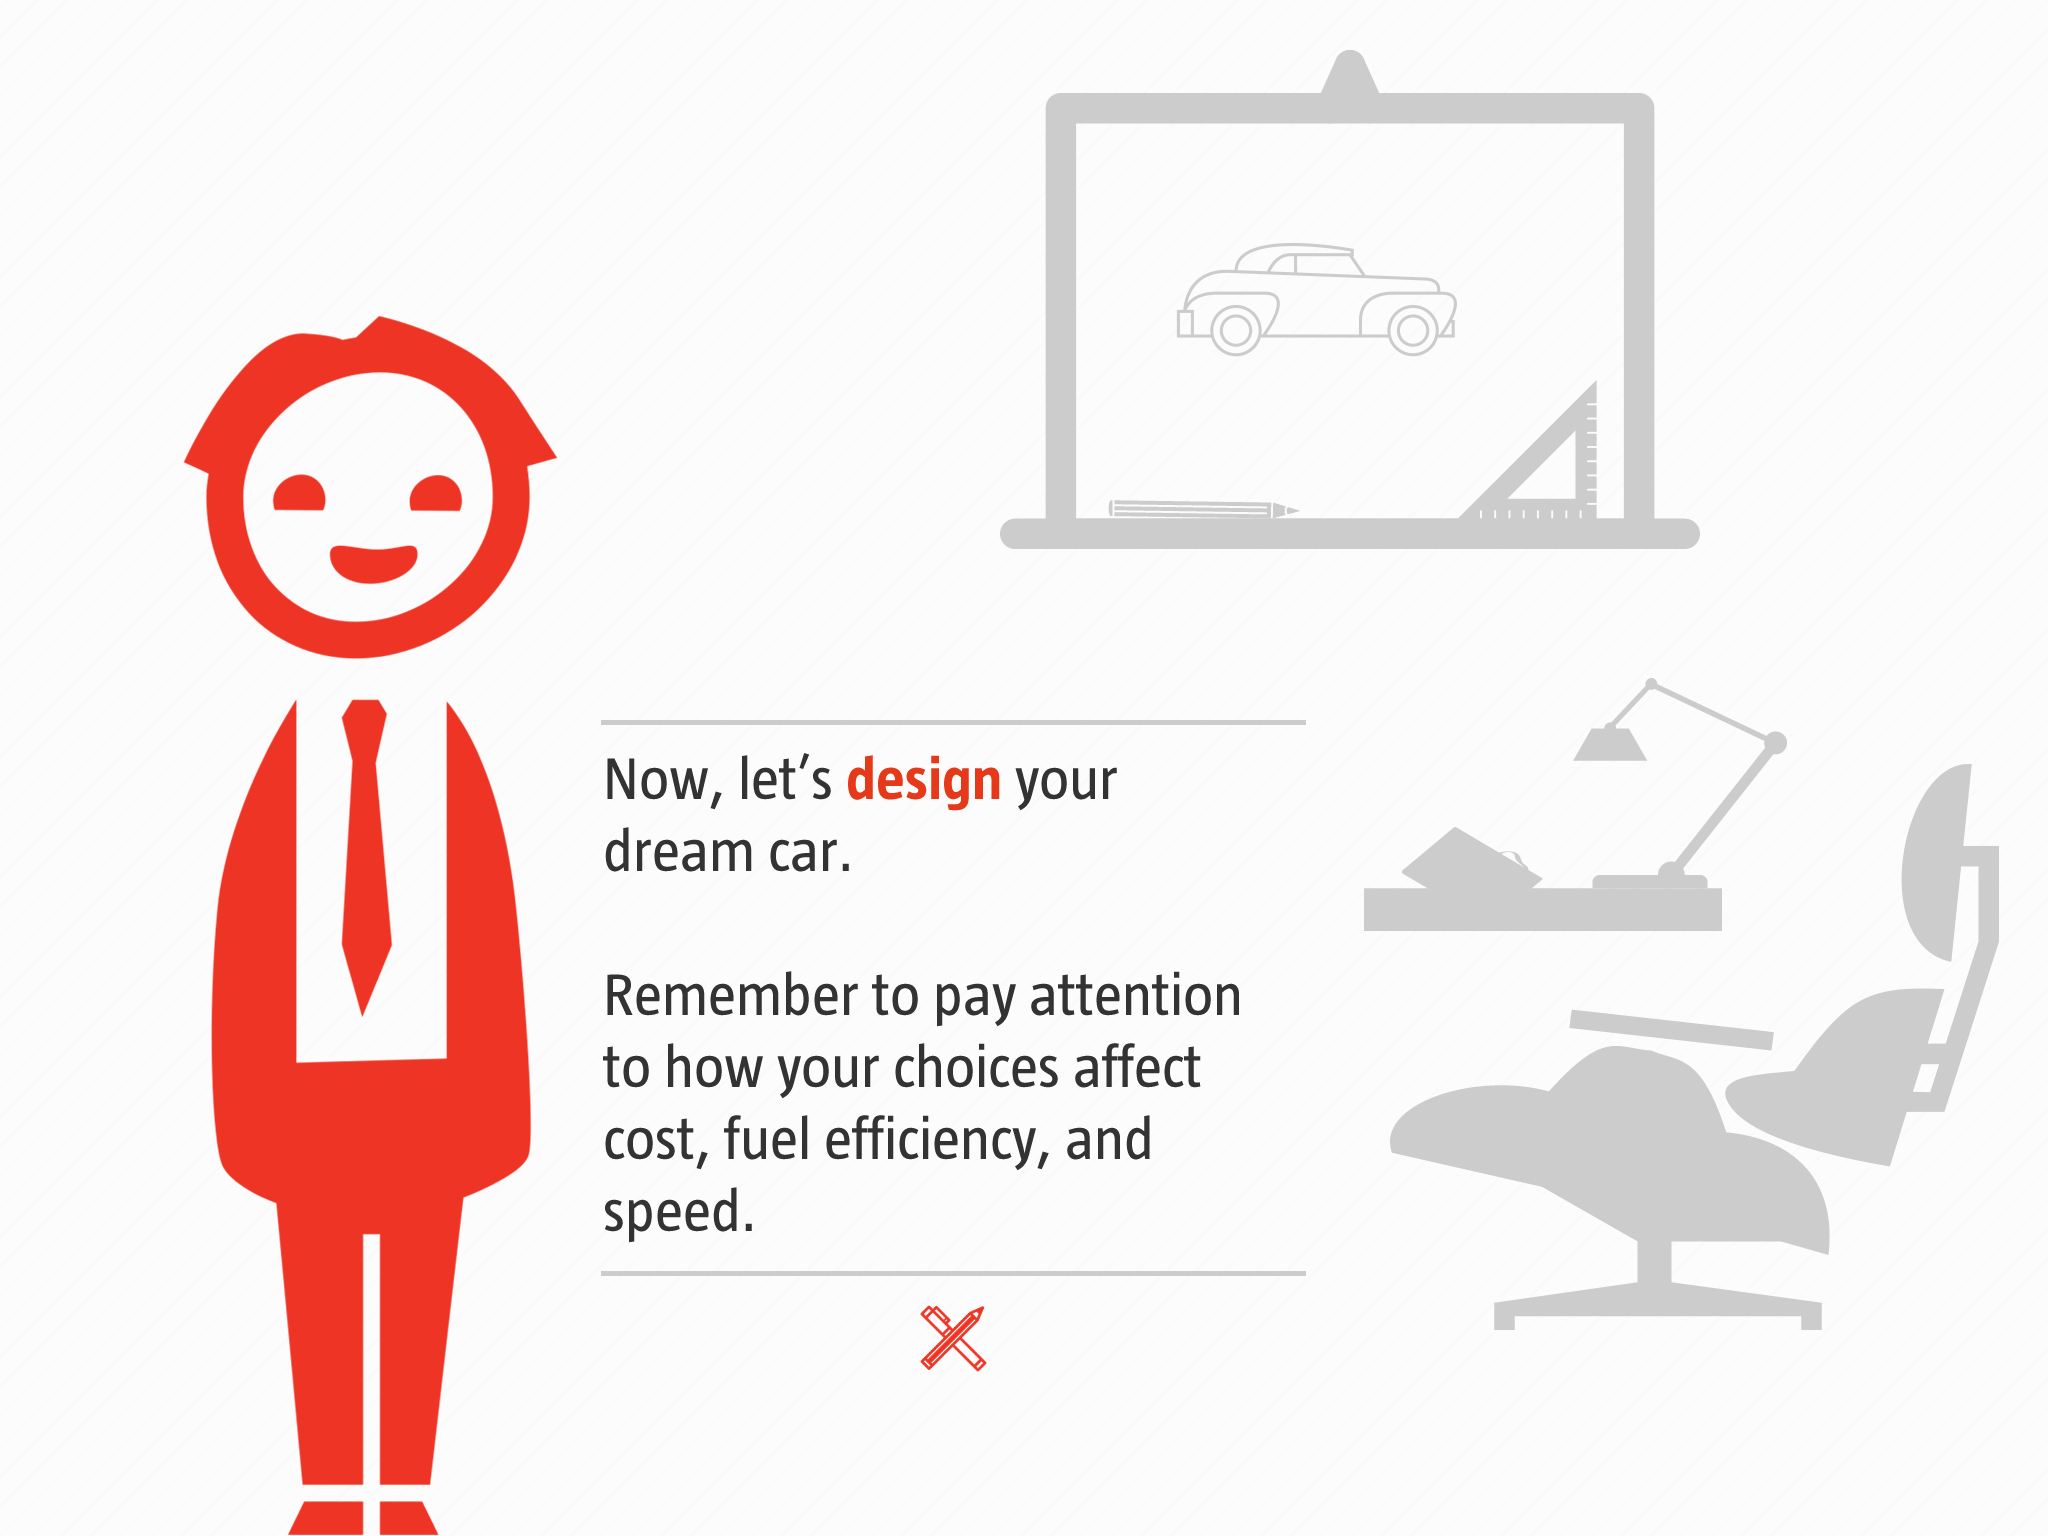 Now, let’s design your
dream car.
Remember to pay attention
to how your choices affect
cost, fuel efficiency, and
speed.